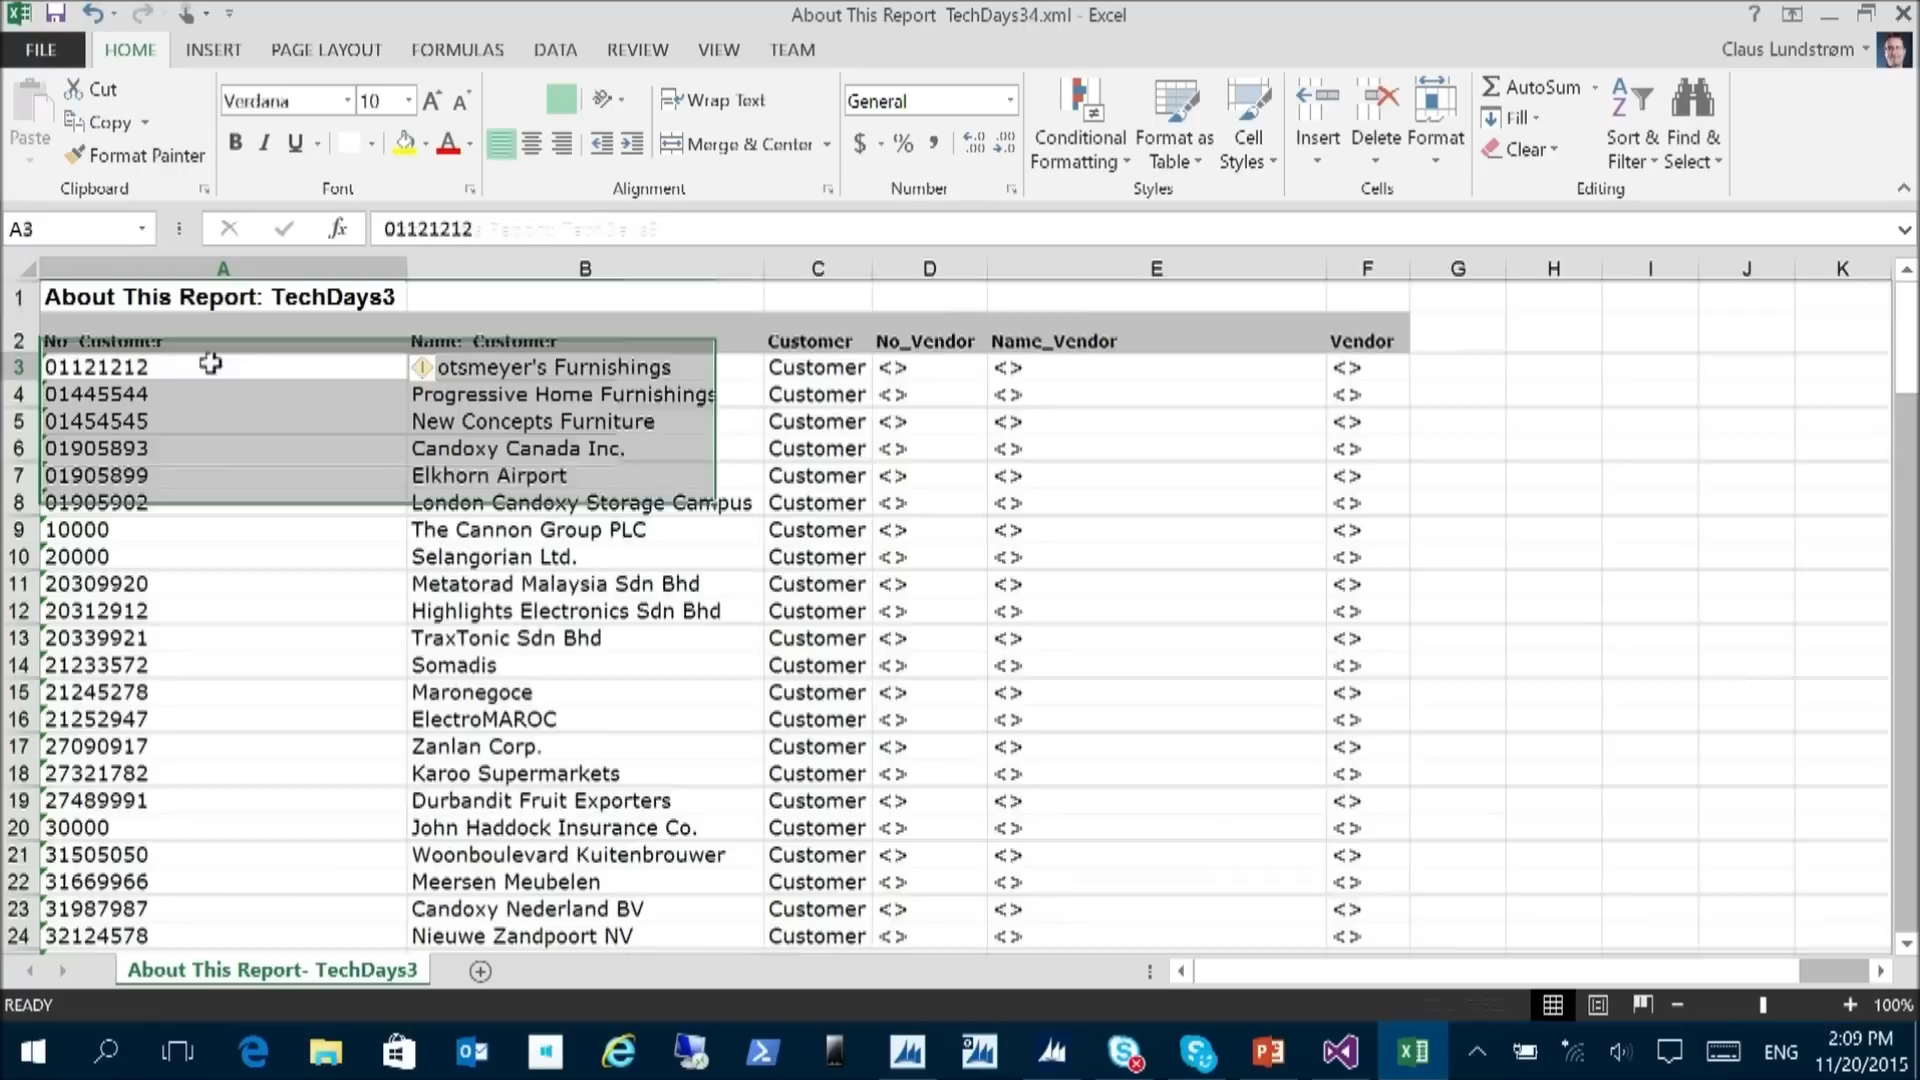 About This Report TechDays34.xml - Excel
FILE HOME INSERT PAGE LAYOUT FORMULAS DATA REVIEW VIEW TEAM Claus Lundstrøm
Paste Cut Copy Format Painter
Clipboard
Verdana 10
B I U
Font
Wrap Text
Merge & Center
Alignment
General
$ % ,
Number
Conditional Formatting Format as Table Cell Styles
Styles
Insert Delete Format
Cells
AutoSum
Fill
Clear
Sort & Filter Find & Select
Editing
A3 fx 01121212
A B C D E F G H I J K
1 About This Report: TechDays3
2 No_Customer Name_Customer Customer No_Vendor Name_Vendor Vendor
3 01121212 otsmeyer's Furnishings Customer <> <> <>
4 01445544 Progressive Home Furnishings Customer <> <> <>
5 01454545 New Concepts Furniture Customer <> <> <>
6 01905893 Candoxy Canada Inc. Customer <> <> <>
7 01905899 Elkhorn Airport Customer <> <> <>
8 01905902 London Candoxy Storage Campus Customer <> <> <>
9 10000 The Cannon Group PLC Customer <> <> <>
10 20000 Selangorian Ltd. Customer <> <> <>
11 20309920 Metatorad Malaysia Sdn Bhd Customer <> <> <>
12 20312912 Highlights Electronics Sdn Bhd Customer <> <> <>
13 20339921 TraxTonic Sdn Bhd Customer <> <> <>
14 21233572 Somadis Customer <> <> <>
15 21245278 Maronegoce Customer <> <> <>
16 21252947 ElectroMAROC Customer <> <> <>
17 27090917 Zanlan Corp. Customer <> <> <>
18 27321782 Karoo Supermarkets Customer <> <> <>
19 27489991 Durbandit Fruit Exporters Customer <> <> <>
20 30000 John Haddock Insurance Co. Customer <> <> <>
21 31505050 Woonboulevard Kuitenbrouwer Customer <> <> <>
22 31669966 Meersen Meubelen Customer <> <> <>
23 31987987 Candoxy Nederland BV Customer <> <> <>
24 32124578 Nieuwe Zandpoort NV Customer <> <> <>
About This Report- TechDays3
READY 100%
ENG 2:09 PM
11/20/2015